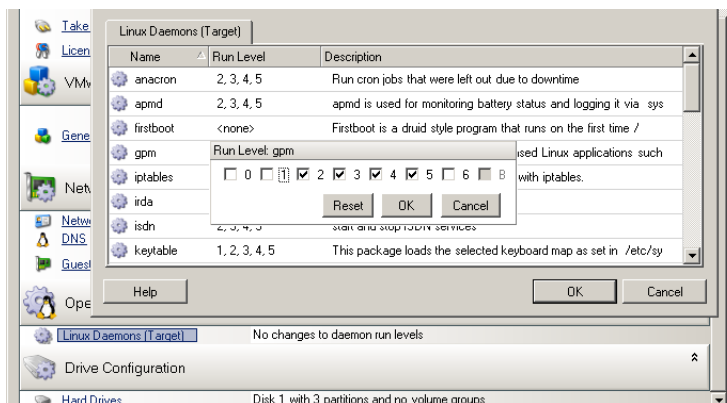 Take
Linux Daemons (Target)
Licen
Name Run Level Description
anacron 2, 3, 4, 5 Run cron jobs that were left out due to downtime
VMw
apmd 2, 3, 4, 5 apmd is used for monitoring battery status and logging it via sys
firstboot <none> Firstboot is a druid style program that runs on the first time /
Gene
gpm Run Level: gpm ased Linux applications such
iptables 0 1 2 3 4 5 6 B with iptables.
Netw
irda Reset OK Cancel
Netwo
isdn 2, 3, 4, 5 start and stop ISDN services
DNS
keytable 1, 2, 3, 4, 5 This package loads the selected keyboard map as set in /etc/sy
Guest
Help OK Cancel
Ope
Linux Daemons (Target) No changes to daemon run levels
Drive Configuration
Hard Drives Disk 1 with 3 partitions and no volume groups